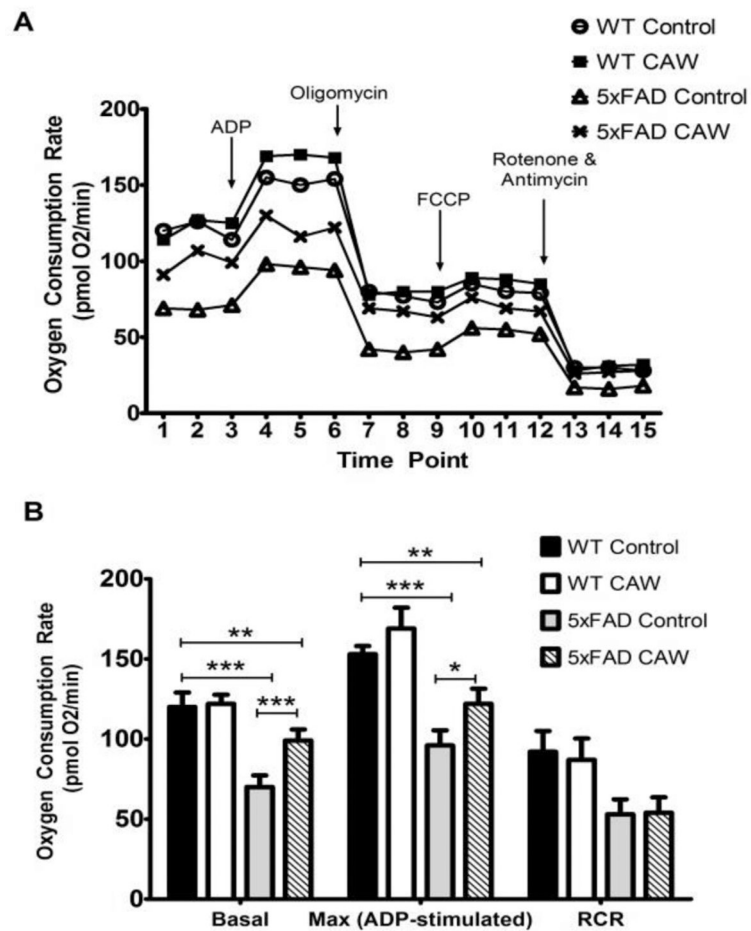 A
WT Control
WT CAW
5xFAD Control
5xFAD CAW
Oligomycin
ADP
Rotenone &
Antimycin
FCCP
Oxygen Consumption Rate
(pmol O2/min)
200
150
100
50
0
1 2 3 4 5 6 7 8 9 10 11 12 13 14 15
Time Point
B
WT Control
WT CAW
5xFAD Control
5xFAD CAW
Oxygen Consumption Rate
(pmol O2/min)
200
150
100
50
0
**
***
***
**
***
*
Basal Max (ADP-stimulated) RCR